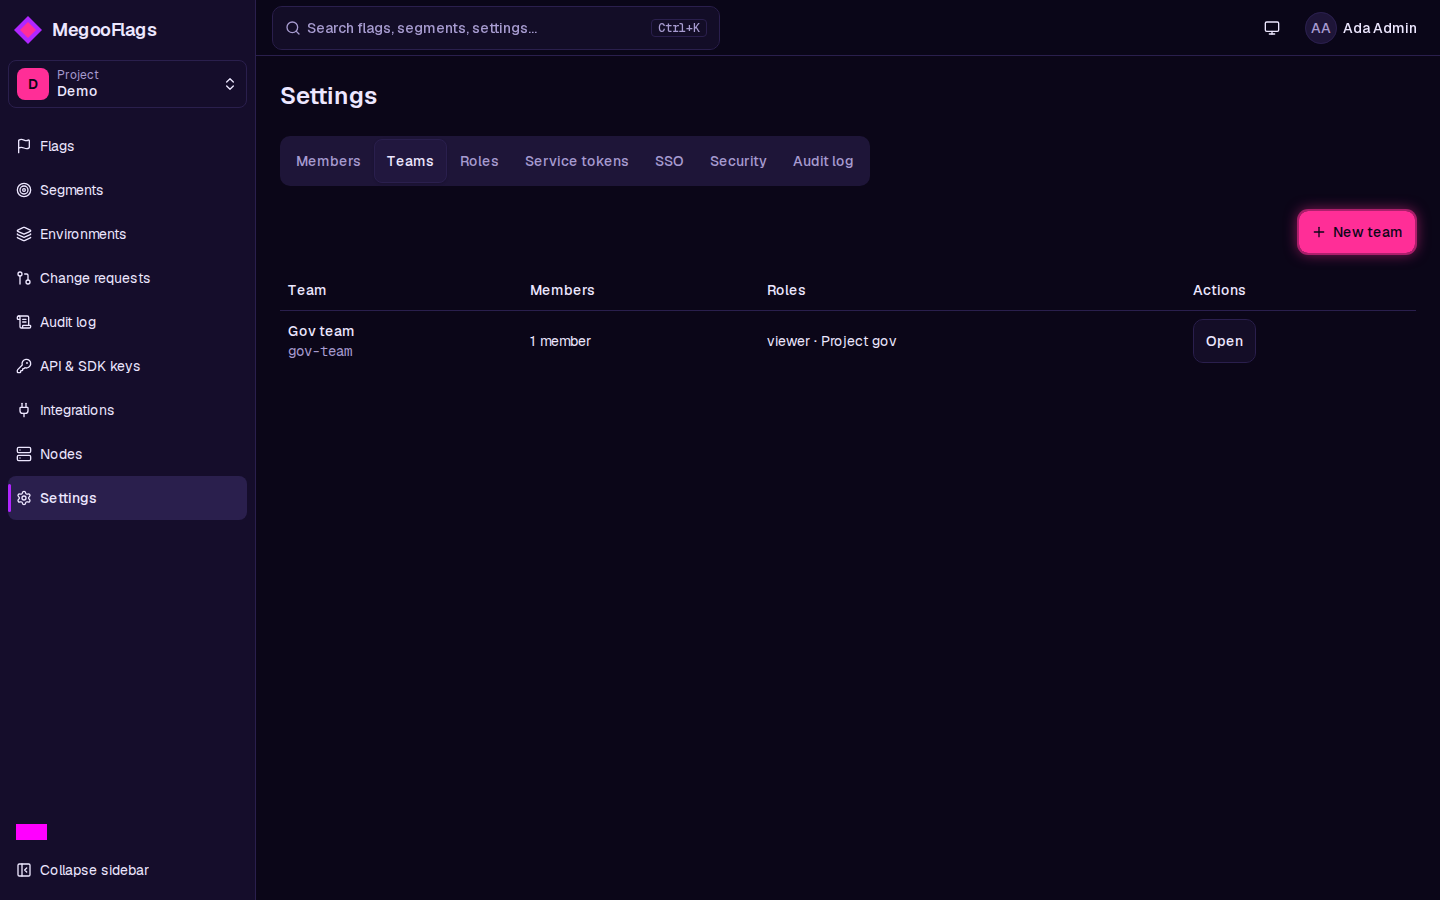 MegooFlags
Search flags, segments, settings...
Ctrl+K
AA
Ada Admin
D
Project
Demo
Flags
Segments
Environments
Change requests
Audit log
API & SDK keys
Integrations
Nodes
Settings
Collapse sidebar
Settings
Members
Teams
Roles
Service tokens
SSO
Security
Audit log
New team
Team
Members
Roles
Actions
Gov team
gov-team
1 member
viewer · Project gov
Open